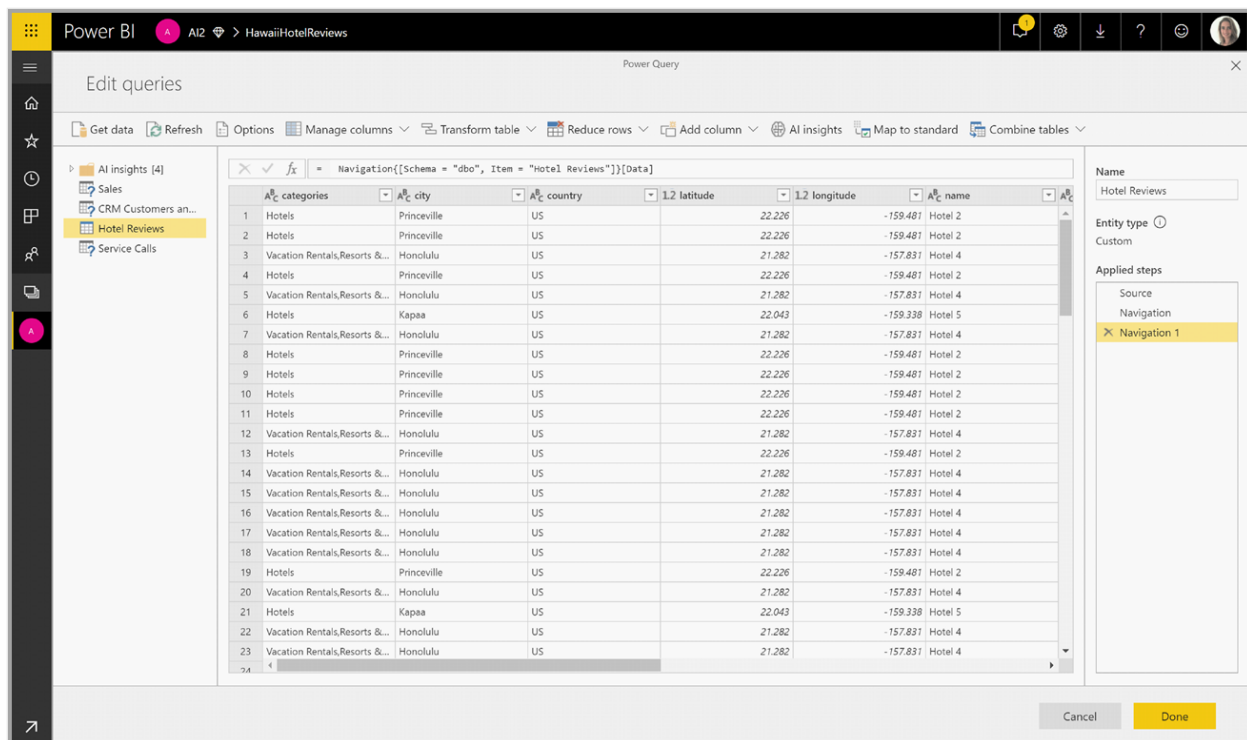 Power BI A AI2 > HawaiiHotelReviews 1 ?
Power Query
Edit queries
Get data Refresh Options Manage columns Transform table Reduce rows Add column AI insights Map to standard Combine tables
AI insights [4]
Sales
CRM Customers an...
Hotel Reviews
Service Calls
A
fx = Navigation{[Schema = "dbo", Item = "Hotel Reviews"]}[Data]
ABC categories ABC city ABC country 1.2 latitude 1.2 longitude ABC name ABC
1 Hotels Princeville US 22.226 -159.481 Hotel 2
2 Hotels Princeville US 22.226 -159.481 Hotel 2
3 Vacation Rentals,Resorts &... Honolulu US 21.282 -157.831 Hotel 4
4 Hotels Princeville US 22.226 -159.481 Hotel 2
5 Vacation Rentals,Resorts &... Honolulu US 21.282 -157.831 Hotel 4
6 Hotels Kapaa US 22.043 -159.338 Hotel 5
7 Vacation Rentals,Resorts &... Honolulu US 21.282 -157.831 Hotel 4
8 Hotels Princeville US 22.226 -159.481 Hotel 2
9 Hotels Princeville US 22.226 -159.481 Hotel 2
10 Hotels Princeville US 22.226 -159.481 Hotel 2
11 Hotels Princeville US 22.226 -159.481 Hotel 2
12 Vacation Rentals,Resorts &... Honolulu US 21.282 -157.831 Hotel 4
13 Hotels Princeville US 22.226 -159.481 Hotel 2
14 Vacation Rentals,Resorts &... Honolulu US 21.282 -157.831 Hotel 4
15 Vacation Rentals,Resorts &... Honolulu US 21.282 -157.831 Hotel 4
16 Vacation Rentals,Resorts &... Honolulu US 21.282 -157.831 Hotel 4
17 Vacation Rentals,Resorts &... Honolulu US 21.282 -157.831 Hotel 4
18 Vacation Rentals,Resorts &... Honolulu US 21.282 -157.831 Hotel 4
19 Hotels Princeville US 22.226 -159.481 Hotel 2
20 Vacation Rentals,Resorts &... Honolulu US 21.282 -157.831 Hotel 4
21 Hotels Kapaa US 22.043 -159.338 Hotel 5
22 Vacation Rentals,Resorts &... Honolulu US 21.282 -157.831 Hotel 4
23 Vacation Rentals,Resorts &... Honolulu US 21.282 -157.831 Hotel 4
24
Name
Hotel Reviews
Entity type
Custom
Applied steps
Source
Navigation
Navigation 1
Cancel Done